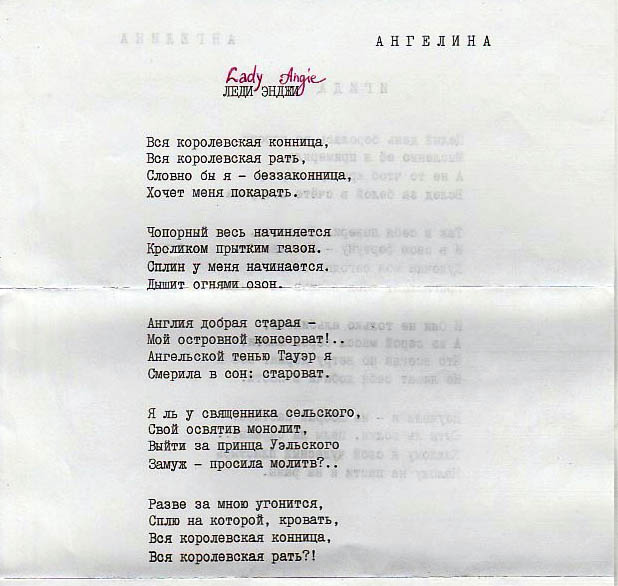 АНГЕЛИНА
Lady Angie
ЛЕДИ ЭНДЖИ
Вся королевская конница,
Вся королевская рать,
Словно бы я - беззаконница,
Хочет меня покарать.
Чопорный весь начиняется
Кроликом прытким газон.
Сплин у меня начинается.
Дышит огнями озон.
Англия добрая старая -
Мой островной консерват!..
Ангельской тенью Тауэр я
Смерила в сон: староват.
Я ль у священника сельского,
Свой освятив монолит,
Выйти за принца Уэльского
Замуж - просила молитв?..
Разве за мною угонится,
Сплю на которой, кровать,
Вся королевская конница,
Вся королевская рать?!